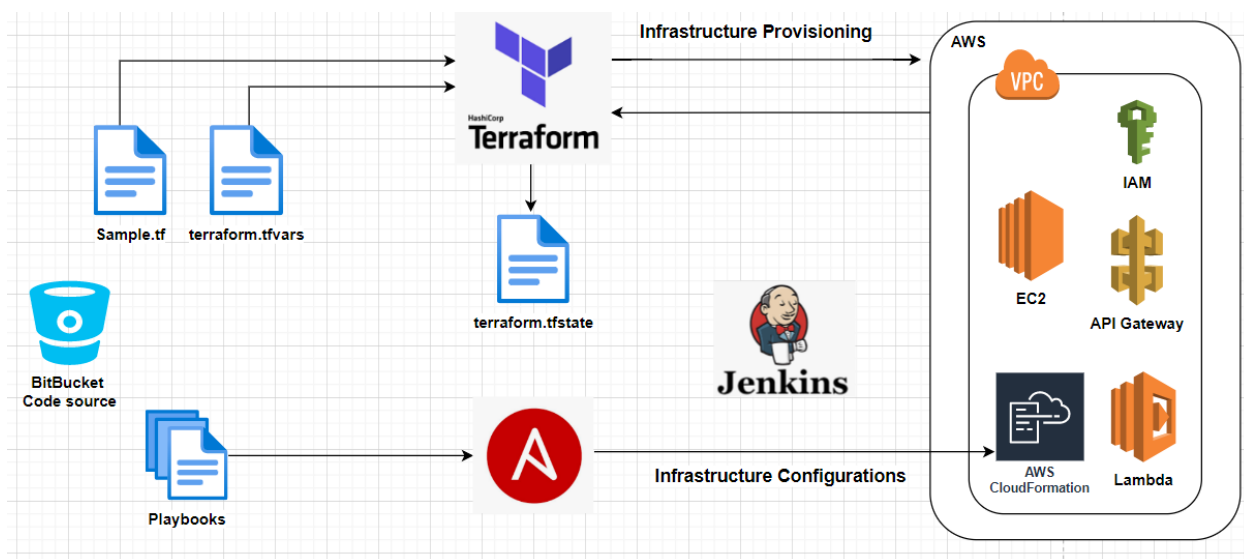 Infrastructure Provisioning
AWS
VPC
HashiCorp
Terraform
IAM
Sample.tf
terraform.tfvars
EC2
API Gateway
terraform.tfstate
Jenkins
BitBucket
Code source
AWS
CloudFormation
Lambda
Infrastructure Configurations
Playbooks